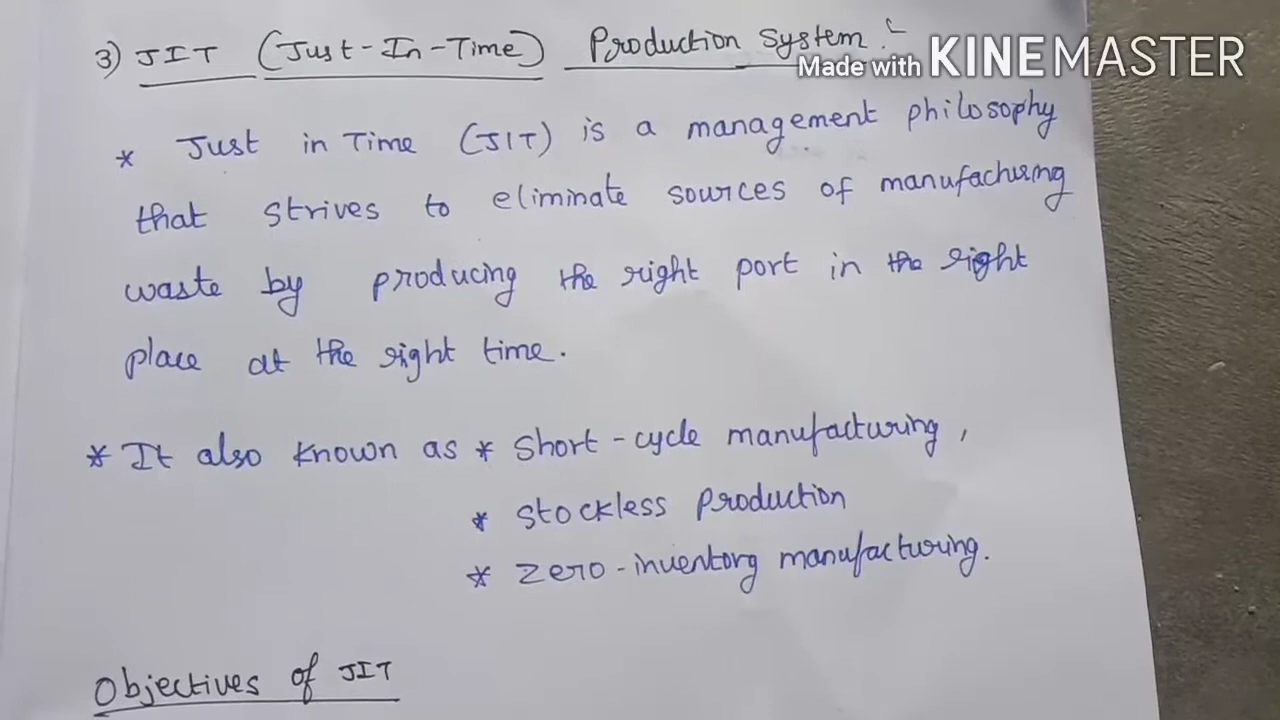 3) JIT (Just-In-Time) Production System :-
Made with KINEMASTER
* Just in Time (JIT) is a management philosophy
that strives to eliminate sources of manufacturing
waste by producing the right port in the right
place at the right time.
* It also known as * Short-cycle manufacturing,
* Stockless production
* Zero-inventory manufacturing.
Objectives of JIT